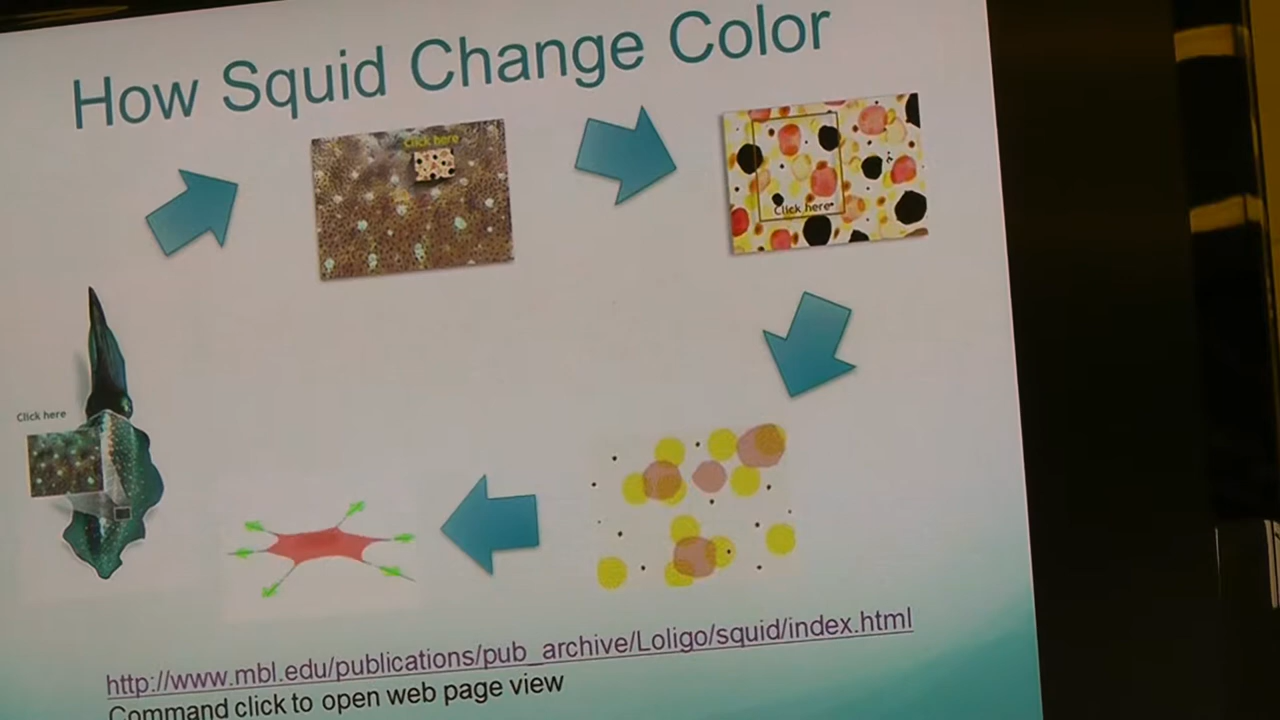 How Squid Change Color
Click here
Click here
Click here
http://www.mbl.edu/publications/pub_archive/Loligo/squid/index.html
Command click to open web page view